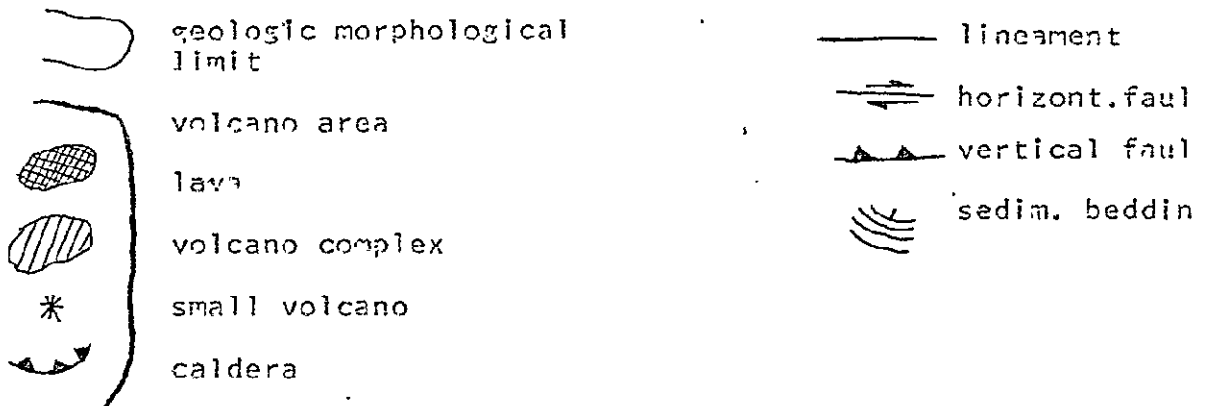 geologic morphological
limit
volcano area
lava
volcano complex
small volcano
caldera
lineament
horizont.faul
vertical faul
sedim. beddin